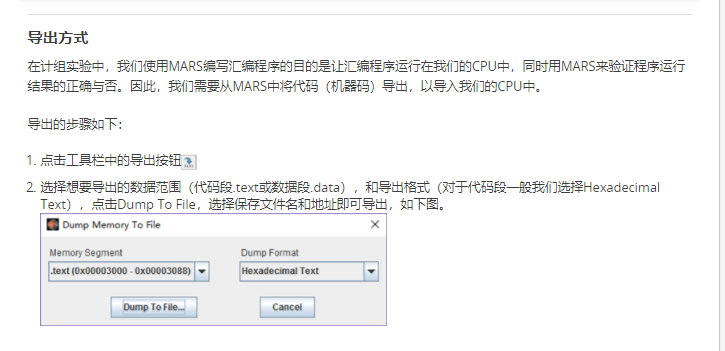 导出方式
在计组实验中，我们使用MARS编写汇编程序的目的是让汇编程序运行在我们的CPU中，同时用MARS来验证程序运行
结果的正确与否。因此，我们需要从MARS中将代码（机器码）导出，以导入我们的CPU中。
导出的步骤如下：
1. 点击工具栏中的导出按钮
2. 选择想要导出的数据范围（代码段.text或数据段.data），和导出格式（对于代码段一般我们选择Hexadecimal
Text），点击Dump To File，选择保存文件名和地址即可导出，如下图。
Dump Memory To File
Memory Segment
Dump Format
.text (0x00003000 - 0x00003088)
Hexadecimal Text
Dump To File...
Cancel